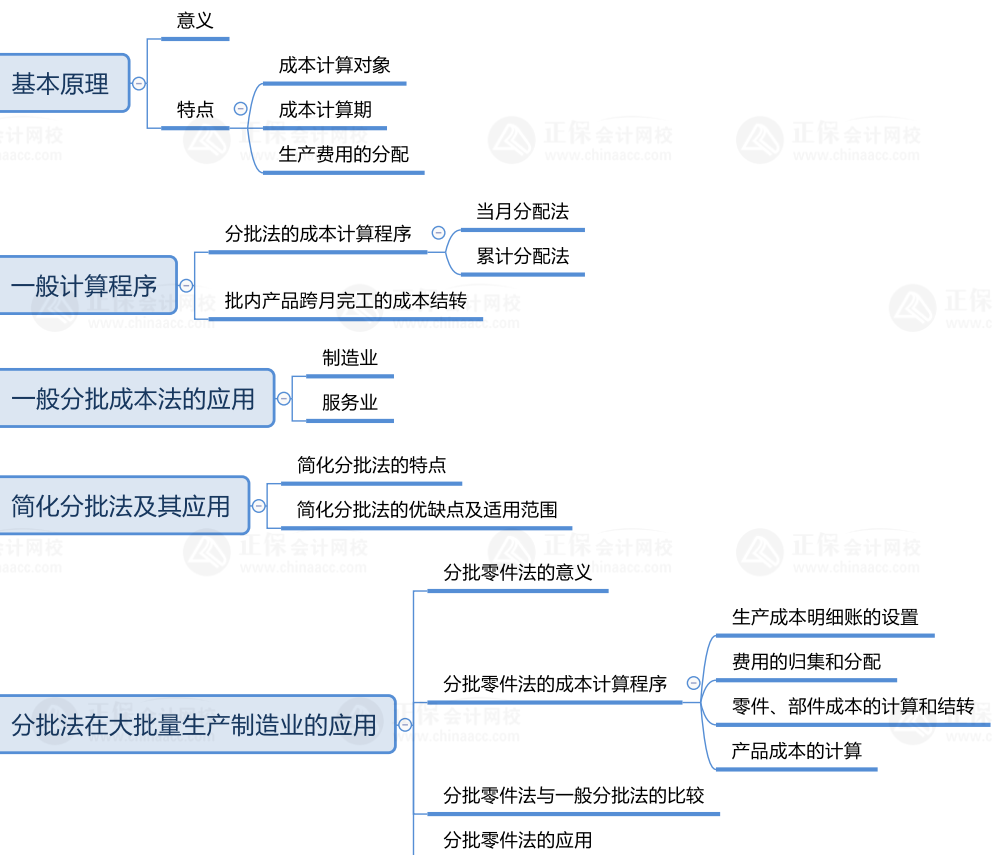 基本原理
意义
特点
成本计算对象
成本计算期
生产费用的分配
一般计算程序
分批法的成本计算程序
当月分配法
累计分配法
批内产品跨月完工的成本结转
一般分批成本法的应用
制造业
服务业
简化分批法及其应用
简化分批法的特点
简化分批法的优缺点及适用范围
分批法在大批量生产制造业的应用
分批零件法的意义
分批零件法的成本计算程序
生产成本明细账的设置
费用的归集和分配
零件、部件成本的计算和结转
产品成本的计算
分批零件法与一般分批法的比较
分批零件法的应用
正保会计网校
www.chinaacc.com